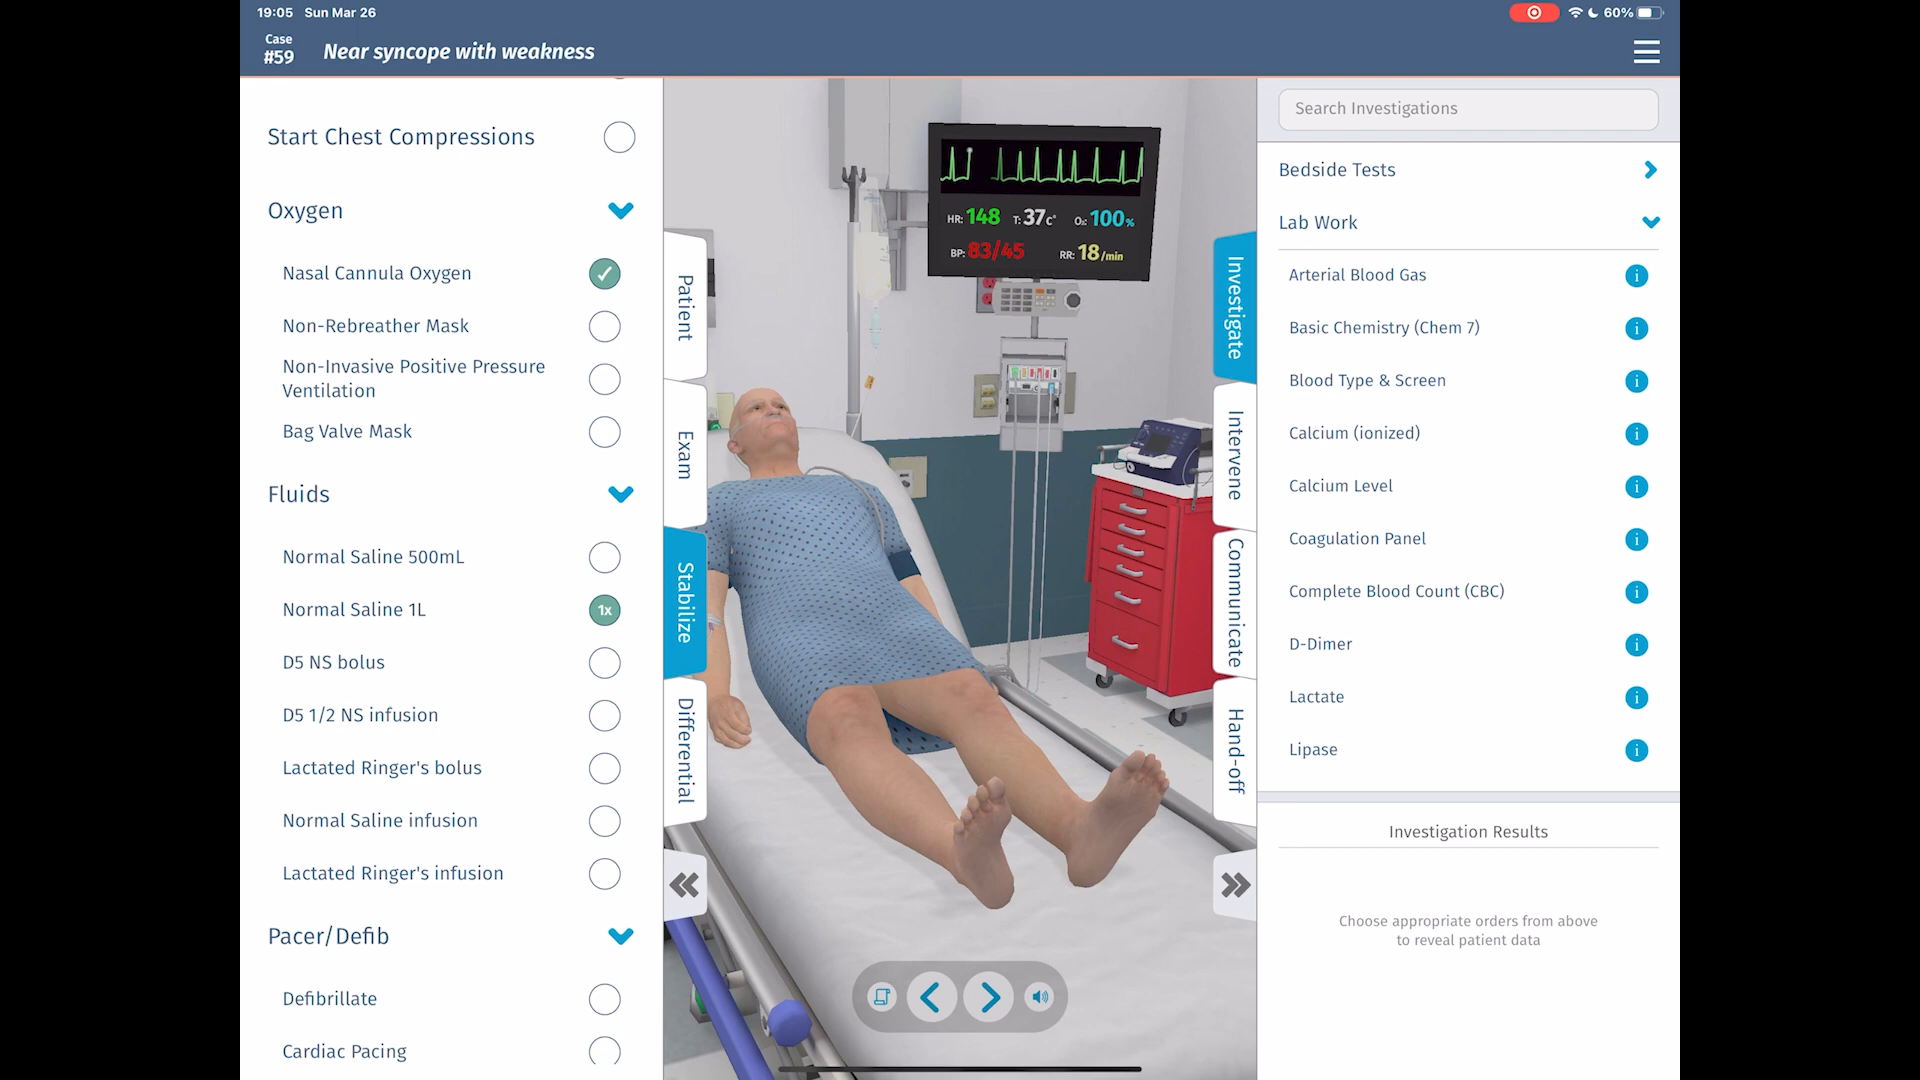 19:05 Sun Mar 26
60%
Case
#59
Near syncope with weakness
Start Chest Compressions
Oxygen
Nasal Cannula Oxygen
Non-Rebreather Mask
Non-Invasive Positive Pressure
Ventilation
Bag Valve Mask
Fluids
Normal Saline 500mL
Normal Saline 1L
1x
D5 NS bolus
D5 1/2 NS infusion
Lactated Ringer's bolus
Normal Saline infusion
Lactated Ringer's infusion
Pacer/Defib
Defibrillate
Cardiac Pacing
Patient
Exam
Stabilize
Differential
HR: 148 T: 37c° O₂: 100%
BP: 83/45 RR: 18/min
Investigate
Intervene
Communicate
Hand-off
Search Investigations
Bedside Tests
Lab Work
Arterial Blood Gas
Basic Chemistry (Chem 7)
Blood Type & Screen
Calcium (ionized)
Calcium Level
Coagulation Panel
Complete Blood Count (CBC)
D-Dimer
Lactate
Lipase
Investigation Results
Choose appropriate orders from above
to reveal patient data